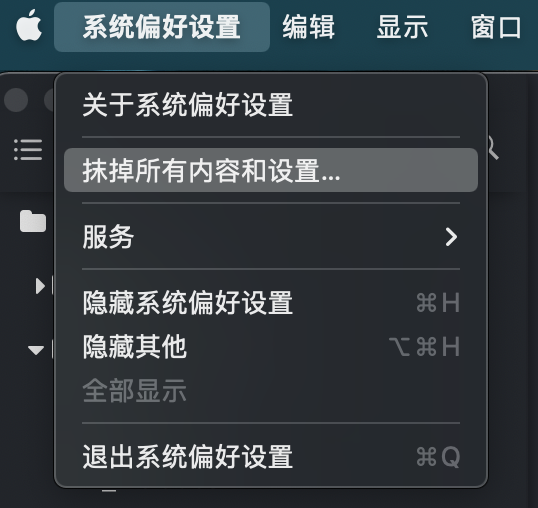 系统偏好设置 编辑 显示 窗口
关于系统偏好设置
抹掉所有内容和设置...
服务
隐藏系统偏好设置 ⌘H
隐藏其他 ⌥⌘H
全部显示
退出系统偏好设置 ⌘Q